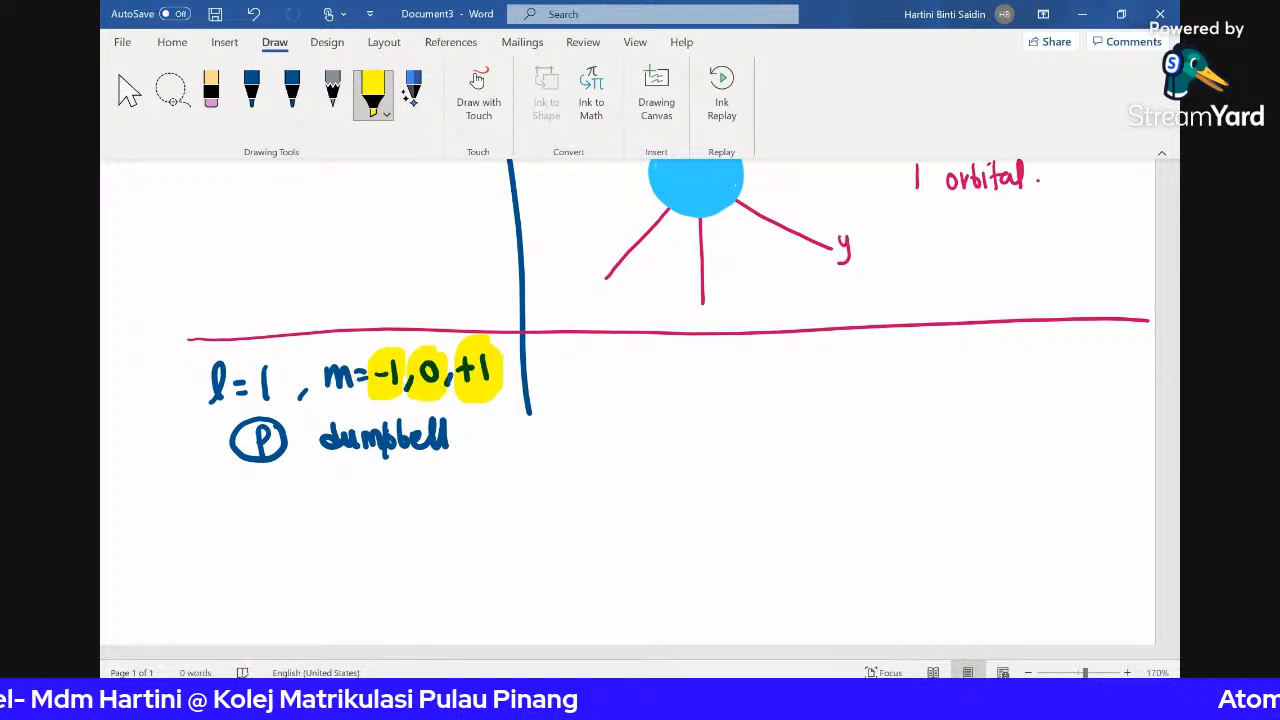 AutoSave Off Document3 - Word Search Hartini Binti Saidin HB
Powered by
StreamYard
File Home Insert Draw Design Layout References Mailings Review View Help Share Comments
Draw with Touch
Ink to Shape
Ink to Math
Drawing Canvas
Ink Replay
Drawing Tools Touch Convert Insert Replay
1 orbital.
y
l = 1 , m = -1, 0, +1
p dumpbell
Page 1 of 1 0 words English (United States) Focus 170%
el- Mdm Hartini @ Kolej Matrikulasi Pulau Pinang Atom